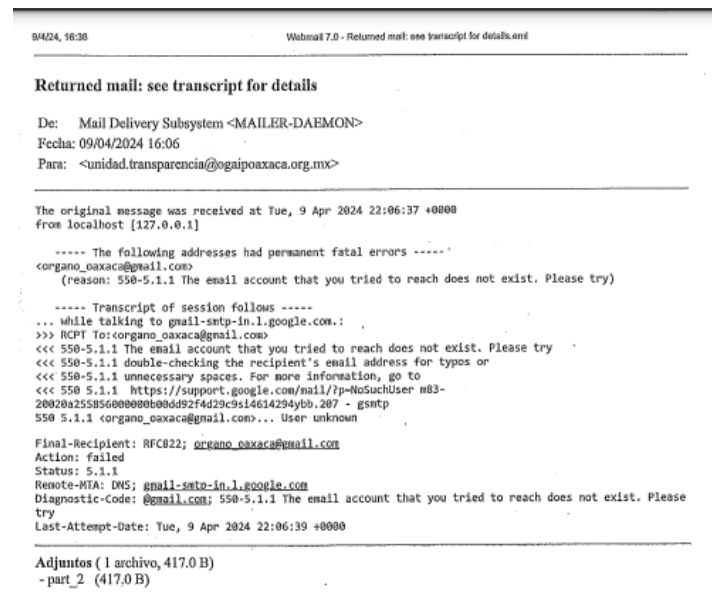 9/4/24, 16:38 Webmail 7.0 - Returned mail: see transcript for details.eml
Returned mail: see transcript for details
De: Mail Delivery Subsystem <MAILER-DAEMON>
Fecha: 09/04/2024 16:06
Para: <unidad.transparencia@ogaipoaxaca.org.mx>
The original message was received at Tue, 9 Apr 2024 22:06:37 +0000
from localhost [127.0.0.1]
----- The following addresses had permanent fatal errors -----
<organo_oaxaca@gmail.com>
(reason: 550-5.1.1 The email account that you tried to reach does not exist. Please try)
----- Transcript of session follows -----
... while talking to gmail-smtp-in.l.google.com.:
>>> RCPT To:<organo_oaxaca@gmail.com>
<<< 550-5.1.1 The email account that you tried to reach does not exist. Please try
<<< 550-5.1.1 double-checking the recipient's email address for typos or
<<< 550-5.1.1 unnecessary spaces. For more information, go to
<<< 550 5.1.1 https://support.google.com/mail/?p=NoSuchUser m83-
- gsmtp
550 5.1.1 <organo_oaxaca@gmail.com>... User unknown
Final-Recipient: RFC822; organo_oaxaca@gmail.com
Action: failed
Status: 5.1.1
Remote-MTA: DNS; gmail-smtp-in.l.google.com
Diagnostic-Code: @gmail.com; 550-5.1.1 The email account that you tried to reach does not exist. Please
try
Last-Attempt-Date: Tue, 9 Apr 2024 22:06:39 +0000
Adjuntos ( 1 archivo, 417.0 B)
- part_2 (417.0 B)